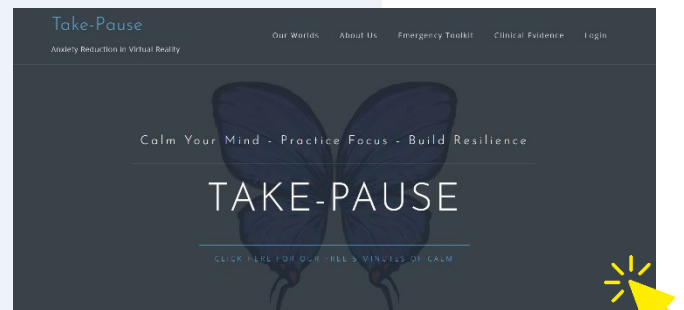 Take-Pause
Anxiety Reduction in Virtual Reality
Our Worlds About Us Emergency Toolkit Clinical Evidence Login
Calm Your Mind - Practice Focus - Build Resilience
TAKE-PAUSE
CLICK HERE FOR OUR FREE 5 MINUTES OF CALM